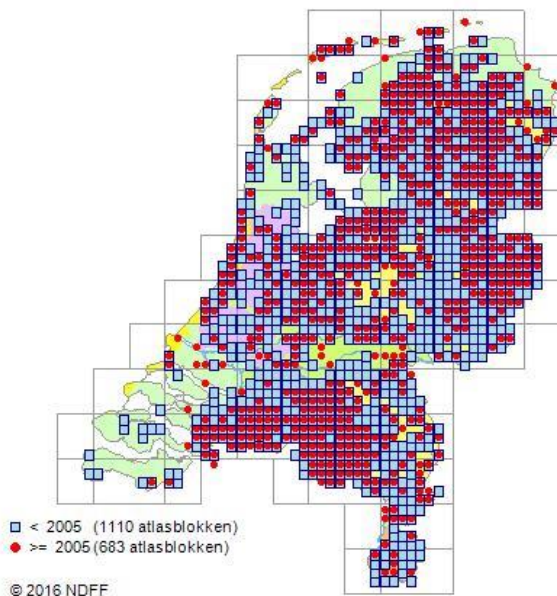 < 2005 (1110 atlasblokken)
>= 2005 (683 atlasblokken)
© 2016 NDFF